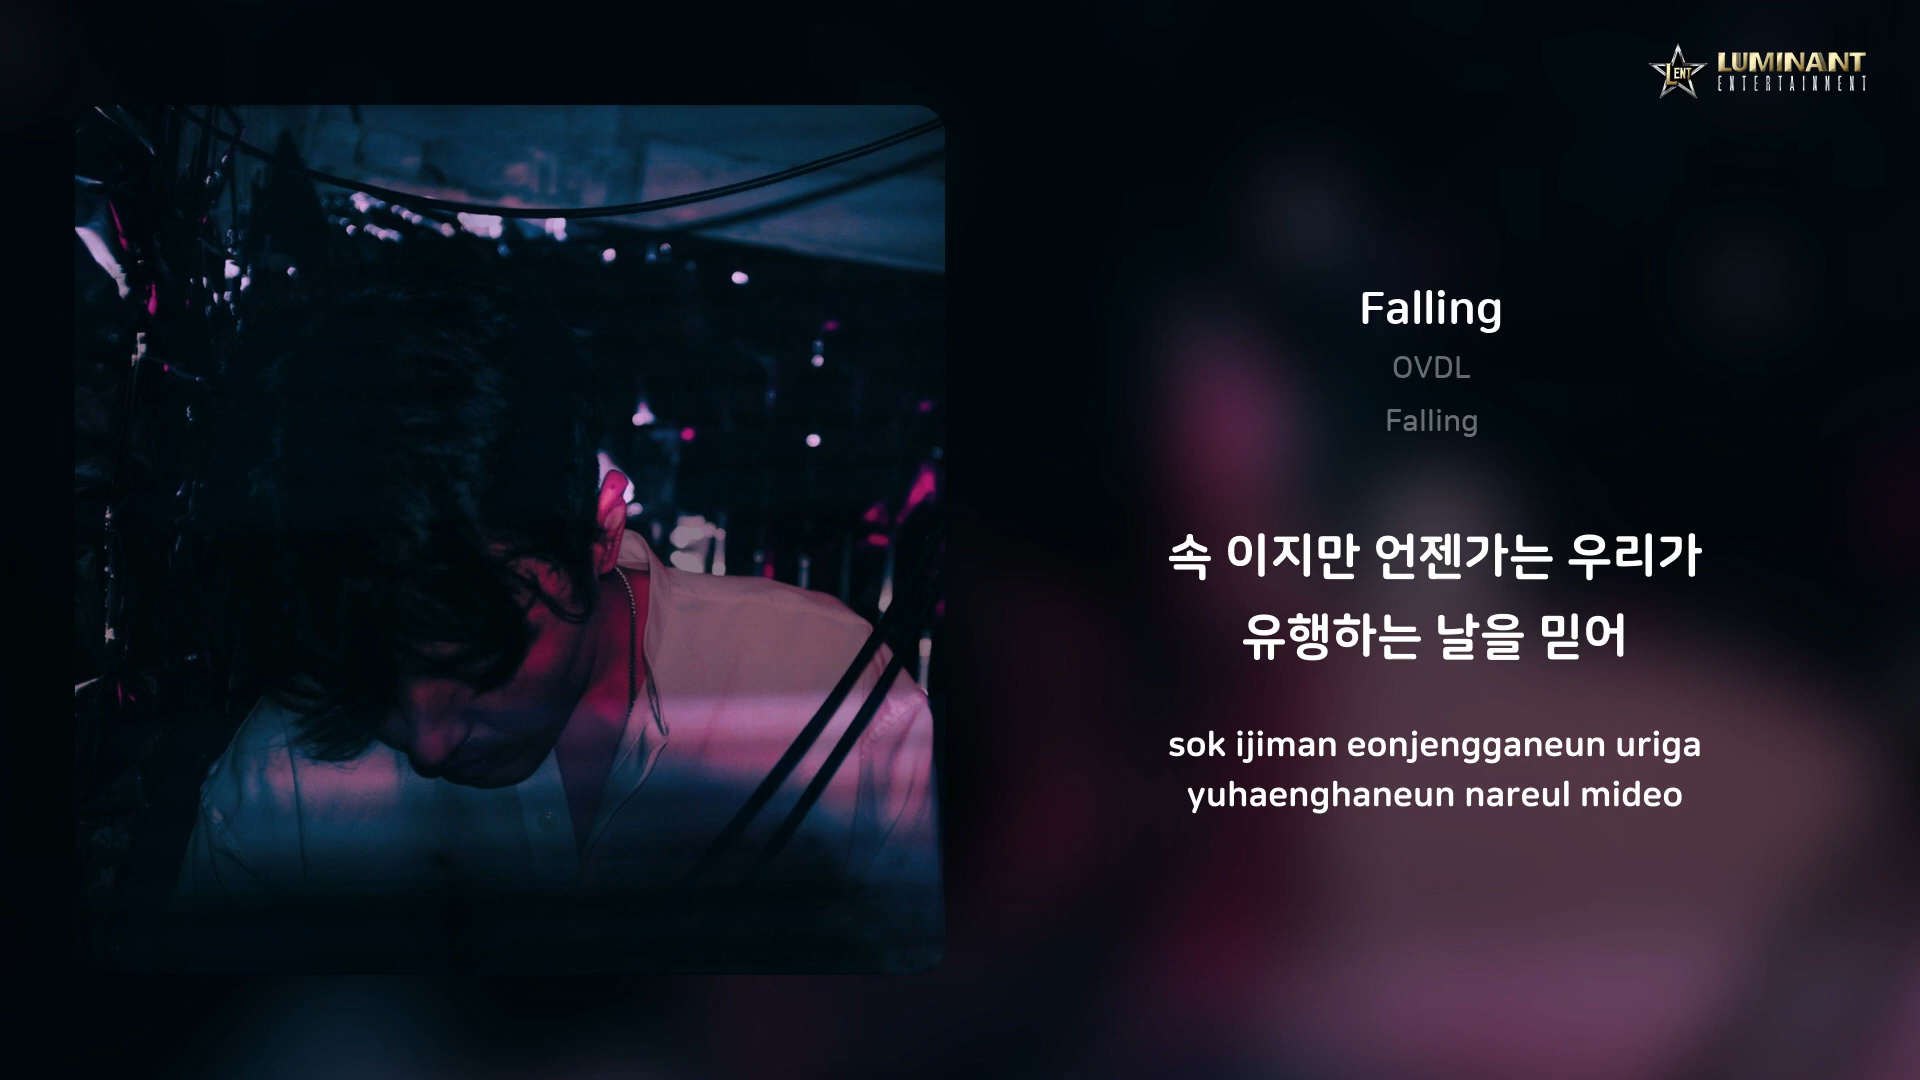 LENT
LUMINANT
ENTERTAINMENT
Falling
OVDL
Falling
속 이지만 언젠가는 우리가
유행하는 날을 믿어
sok ijiman eonjengganeun uriga
yuhaenghaneun nareul mideo